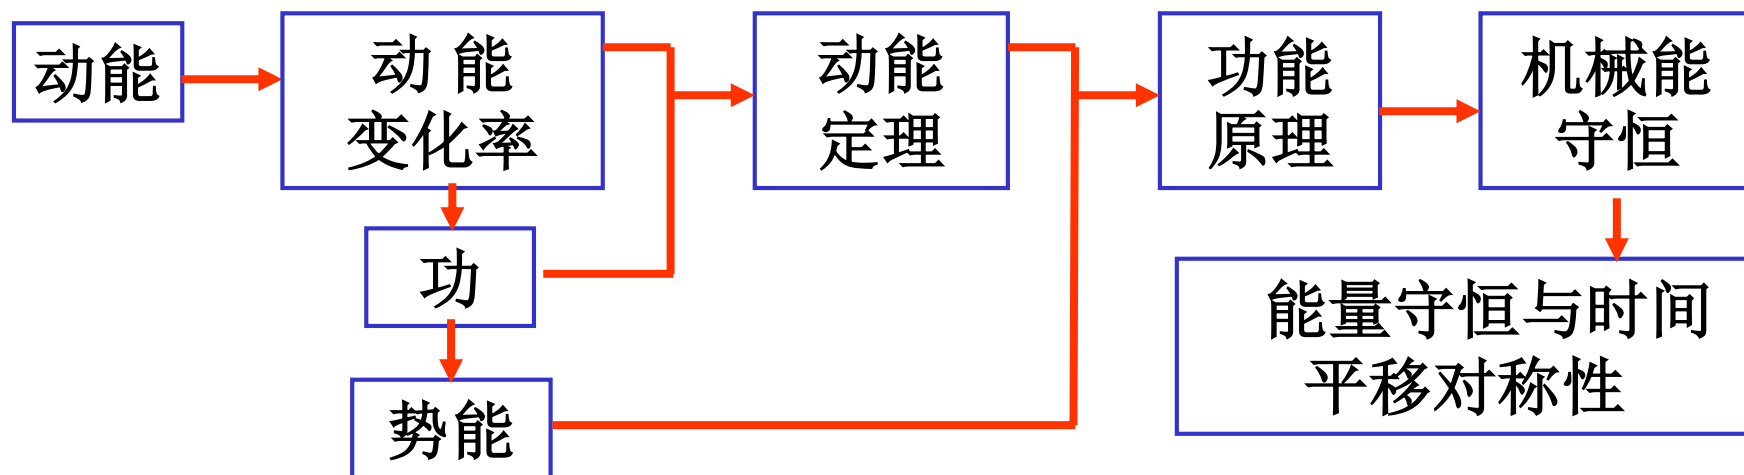 动能
动 能
变化率
动能
定理
功能
原理
机械能
守恒
功
能量守恒与时间
平移对称性
势能